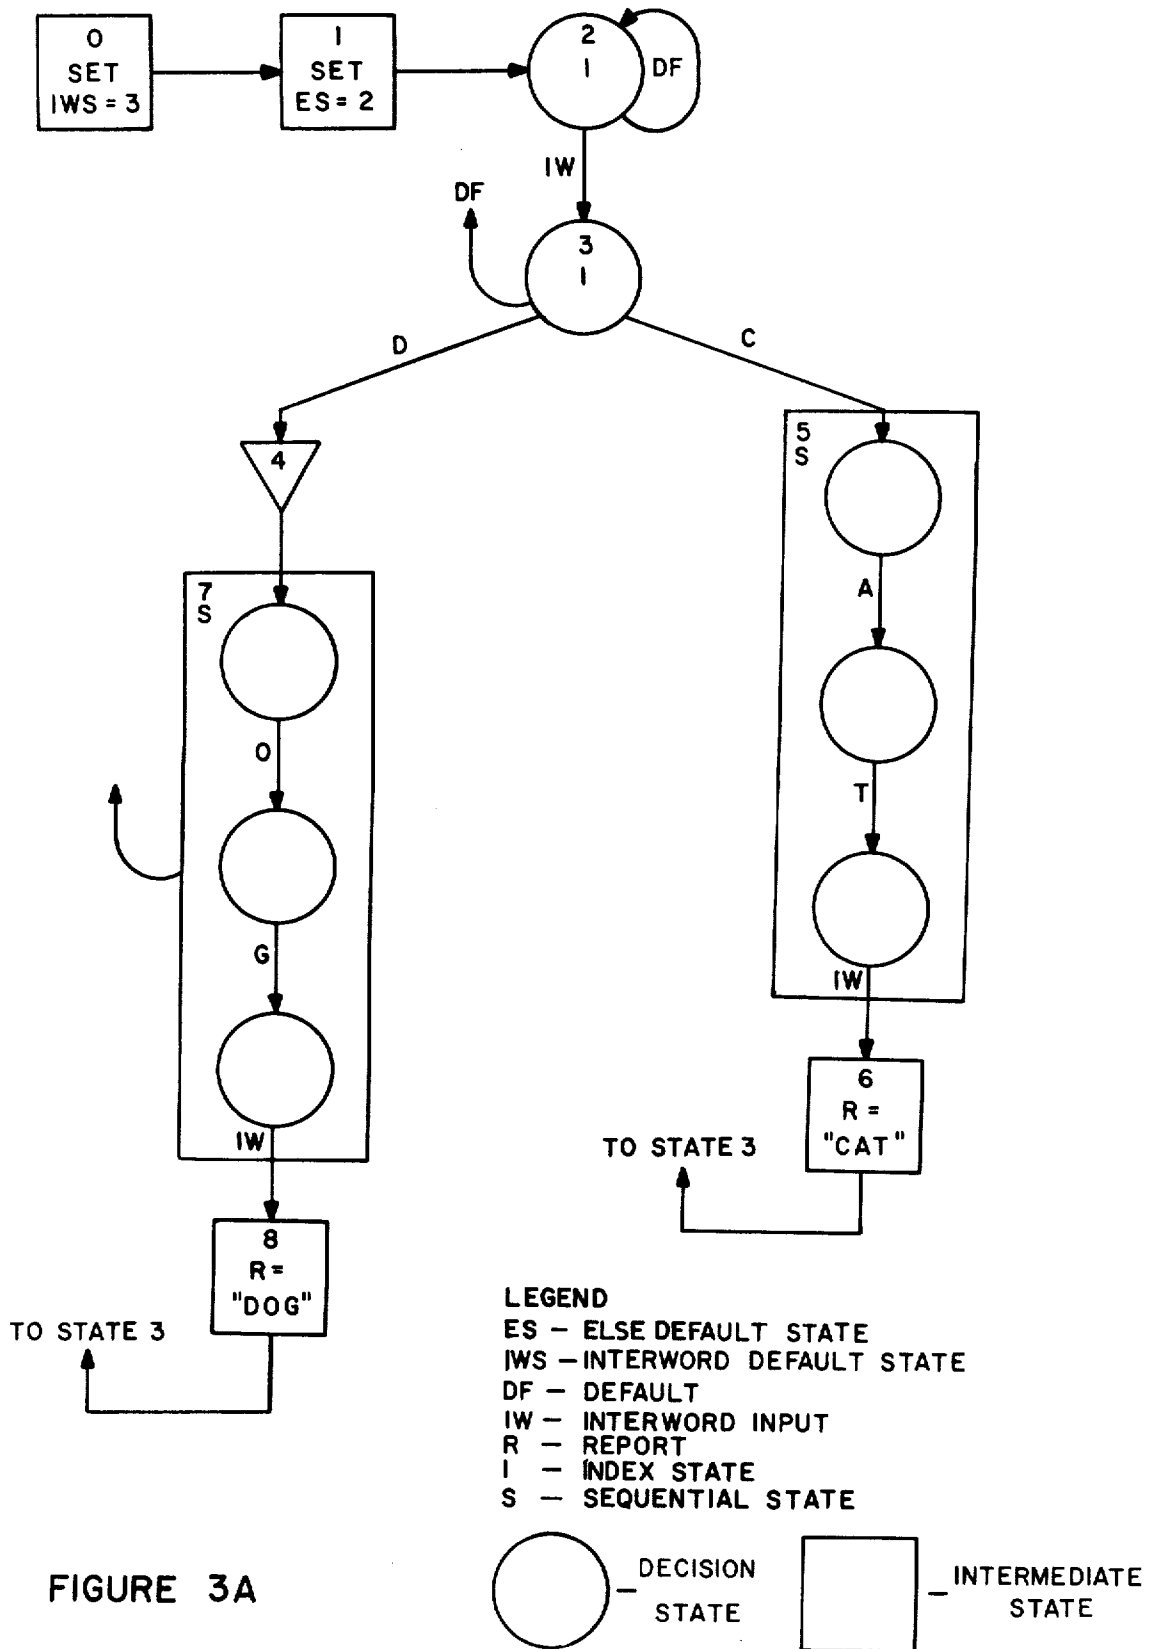 0
SET
IWS = 3
1
SET
ES = 2
2
I
DF
IW
DF
3
I
D
C
4
5
S
A
T
IW
7
S
O
G
IW
6
R =
"CAT"
TO STATE 3
8
R =
"DOG"
TO STATE 3
LEGEND
ES – ELSE DEFAULT STATE
IWS – INTERWORD DEFAULT STATE
DF – DEFAULT
IW – INTERWORD INPUT
R – REPORT
I – INDEX STATE
S – SEQUENTIAL STATE
– DECISION
STATE
– INTERMEDIATE
STATE
FIGURE 3A